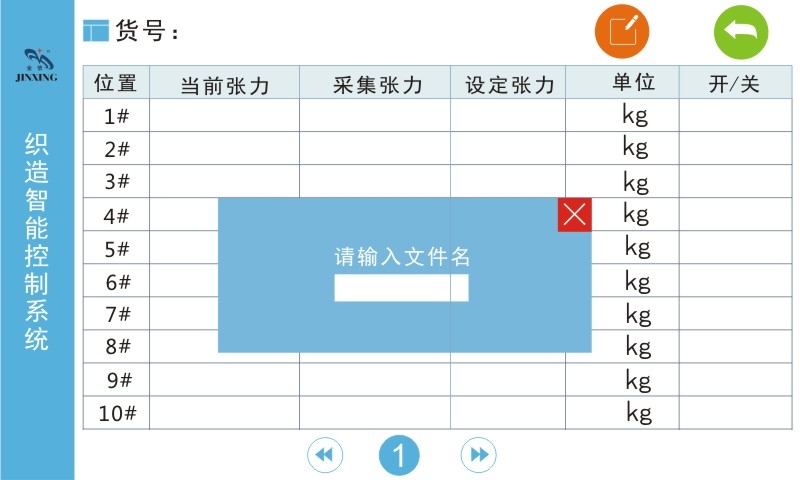 货号：
金星
JINXING
织造智能控制系统
位置 当前张力 采集张力 设定张力 单位 开/关
1# kg
2# kg
3# kg
4# kg
5# kg
6# kg
7# kg
8# kg
9# kg
10# kg
请输入文件名
1